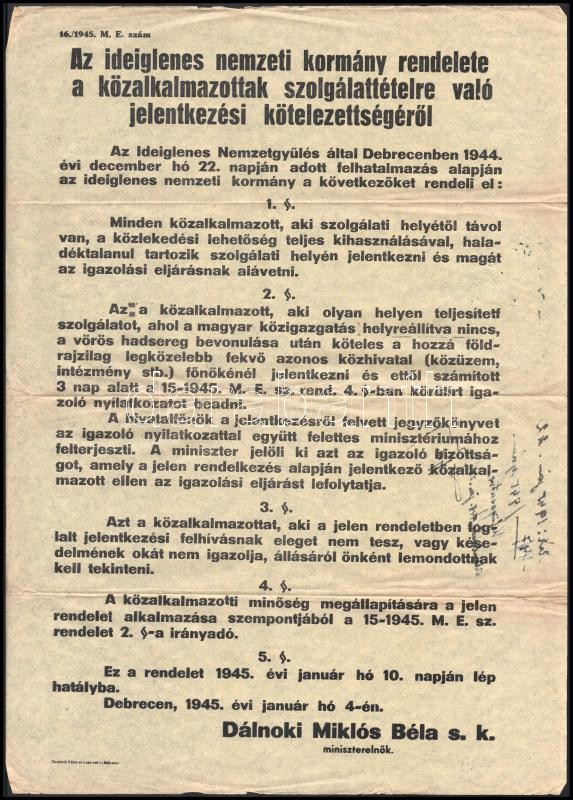 16./1945. M. E. szám
Az ideiglenes nemzeti kormány rendelete
a közalkalmazottak szolgálattételre való
jelentkezési kötelezettségéről
Az Ideiglenes Nemzetgyülés által Debrecenben 1944.
évi december hó 22. napján adott felhatalmazás alapján
az ideiglenes nemzeti kormány a következőket rendeli el:
1. §.
Minden közalkalmazott, aki szolgálati helyétől távol
van, a közlekedési lehetőség teljes kihasználásával, hala-
déktalanul tartozik szolgálati helyén jelentkezni és magát
az igazolási eljárásnak alávetni.
2. §.
Az a közalkalmazott, aki olyan helyen teljesített
szolgálatot, ahol a magyar közigazgatás helyreállítva nincs,
a vörös hadsereg bevonulása után köteles a hozzá föld-
rajzilag legközelebb fekvő azonos közhivatal (közüzem,
intézmény stb.) főnökénél jelentkezni és ettől számított
3 nap alatt a 15-1945. M. E. sz. rend. 4. §-ban körülírt iga-
zoló nyilatkozatot beadni.
A hivatalfőnök a jelentkezésről felvett jegyzőkönyvet
az igazoló nyilatkozattal együtt felettes minisztériumához
felterjeszti. A miniszter jelöli ki azt az igazoló bizottsá-
got, amely a jelen rendelkezés alapján jelentkező közalkal-
mazott ellen az igazolási eljárást lefolytatja.
3. §.
Azt a közalkalmazottat, aki a jelen rendeletben fog-
lalt jelentkezési felhívásnak eleget nem tesz, vagy kése-
delmének okát nem igazolja, állásáról önként lemondottnak
kell tekinteni.
4. §.
A közalkalmazotti minőség megállapítására a jelen
rendelet alkalmazása szempontjából a 15-1945. M. E. sz.
rendelet 2. §-a irányadó.
5. §.
Ez a rendelet 1945. évi január hó 10. napján lép
hatályba.
Debrecen, 1945. évi január hó 4-én.
Dálnoki Miklós Béla s. k.
miniszterelnök.